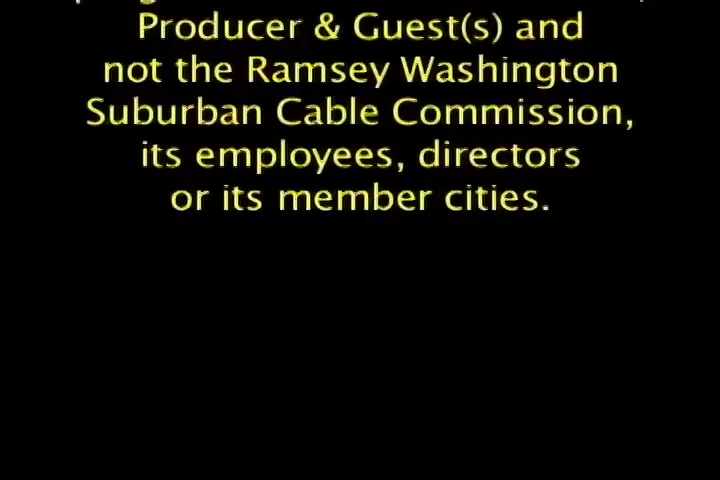 Producer & Guest(s) and
not the Ramsey Washington
Suburban Cable Commission,
its employees, directors
or its member cities.